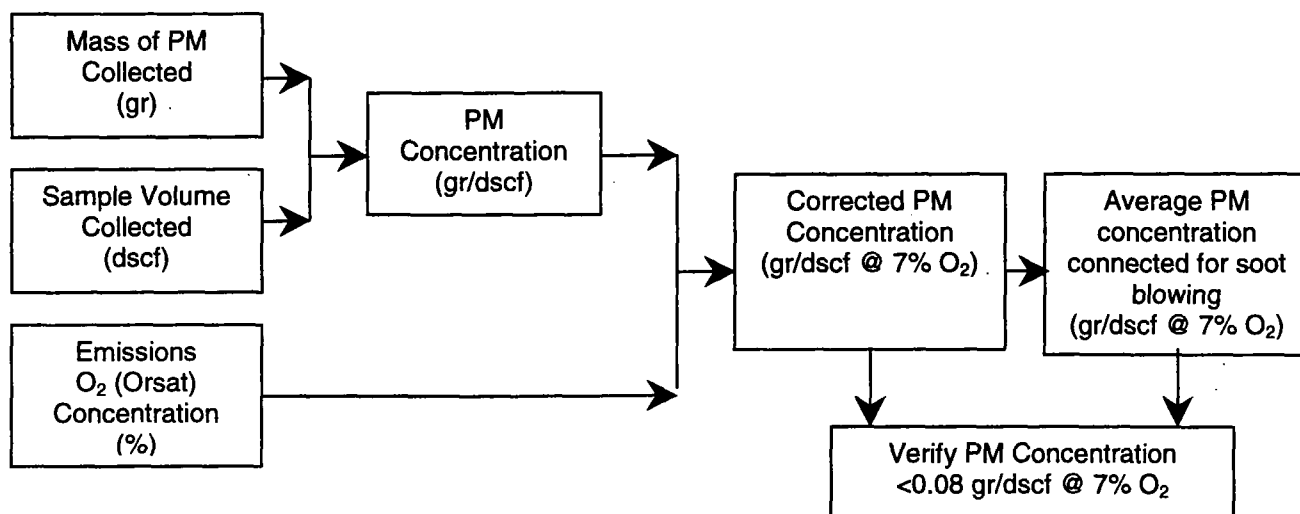 Mass of PM
Collected
(gr)
Sample Volume
Collected
(dscf)
Emissions
O₂ (Orsat)
Concentration
(%)
PM
Concentration
(gr/dscf)
Corrected PM
Concentration
(gr/dscf @ 7% O₂)
Average PM
concentration
connected for soot
blowing
(gr/dscf @ 7% O₂)
Verify PM Concentration
<0.08 gr/dscf @ 7% O₂